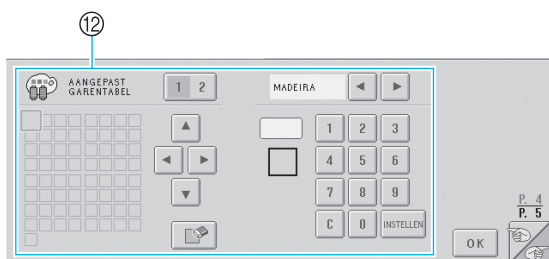 ⑫
AANGEPAST
GARENTABEL
1 2
MADEIRA
1 2 3
4 5 6
7 8 9
C 0 INSTELLEN
P. 4
P. 5
OK